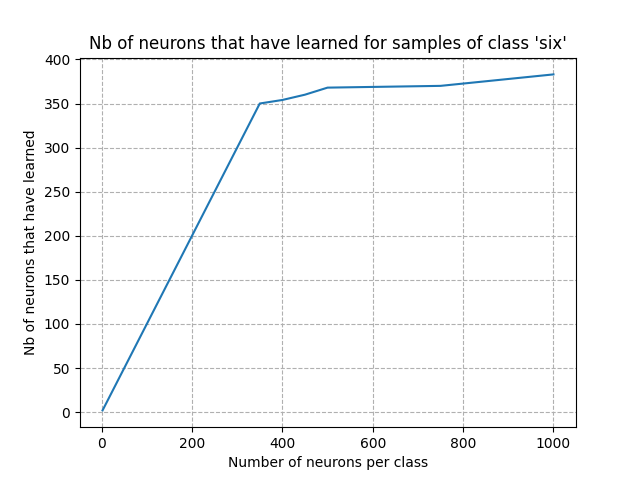 Nb of neurons that have learned for samples of class 'six'
400
350
300
250
200
150
100
50
0
Nb of neurons that have learned
0 200 400 600 800 1000
Number of neurons per class